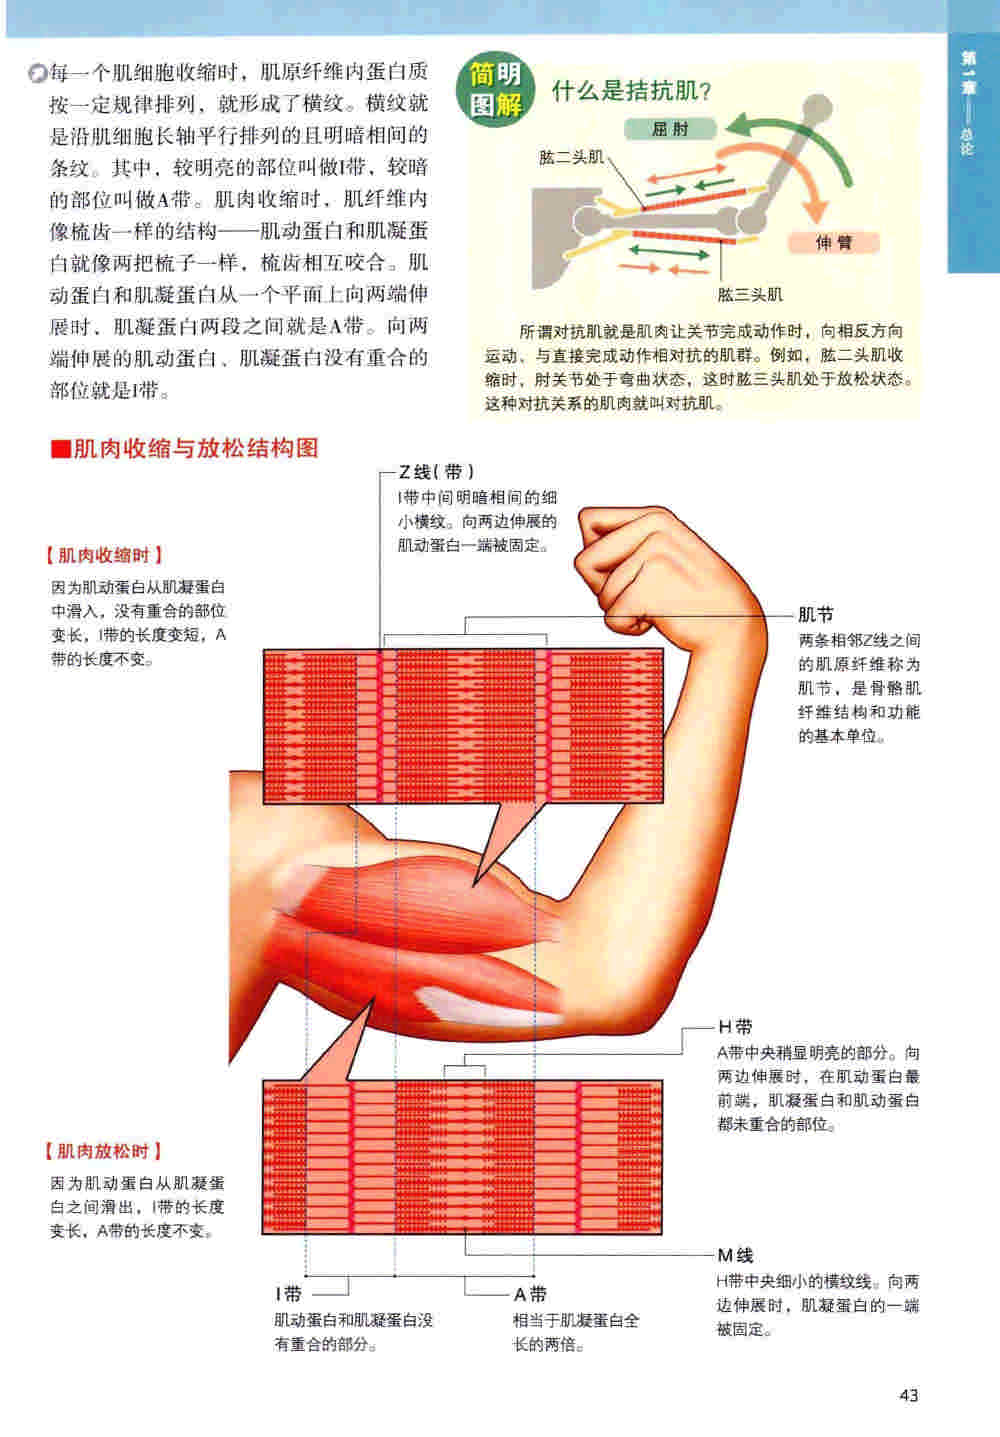 第1章——总论
每一个肌细胞收缩时，肌原纤维内蛋白质
按一定规律排列，就形成了横纹。横纹就
是沿肌细胞长轴平行排列的且明暗相间的
条纹。其中，较明亮的部位叫做I带，较暗
的部位叫做A带。肌肉收缩时，肌纤维内
像梳齿一样的结构——肌动蛋白和肌凝蛋
白就像两把梳子一样，梳齿相互咬合。肌
动蛋白和肌凝蛋白从一个平面上向两端伸
展时，肌凝蛋白两段之间就是A带。向两
端伸展的肌动蛋白、肌凝蛋白没有重合的
部位就是I带。
简明
图解
什么是拮抗肌？
屈肘
肱二头肌
伸臂
肱三头肌
所谓对抗肌就是肌肉让关节完成动作时，向相反方向
运动、与直接完成动作相对抗的肌群。例如，肱二头肌收
缩时，肘关节处于弯曲状态，这时肱三头肌处于放松状态。
这种对抗关系的肌肉就叫对抗肌。
■肌肉收缩与放松结构图
Z线（带）
I带中间明暗相间的细
小横纹。向两边伸展的
肌动蛋白一端被固定。
【肌肉收缩时】
因为肌动蛋白从肌凝蛋白
中滑入，没有重合的部位
变长，I带的长度变短，A
带的长度不变。
肌节
两条相邻Z线之间
的肌原纤维称为
肌节，是骨骼肌
纤维结构和功能
的基本单位。
H带
A带中央稍显明亮的部分。向
两边伸展时，在肌动蛋白最
前端，肌凝蛋白和肌动蛋白
都未重合的部位。
【肌肉放松时】
因为肌动蛋白从肌凝蛋
白之间滑出，I带的长度
变长，A带的长度不变。
M线
H带中央细小的横纹线。向两
边伸展时，肌凝蛋白的一端
被固定。
I带
肌动蛋白和肌凝蛋白没
有重合的部分。
A带
相当于肌凝蛋白全
长的两倍。
43